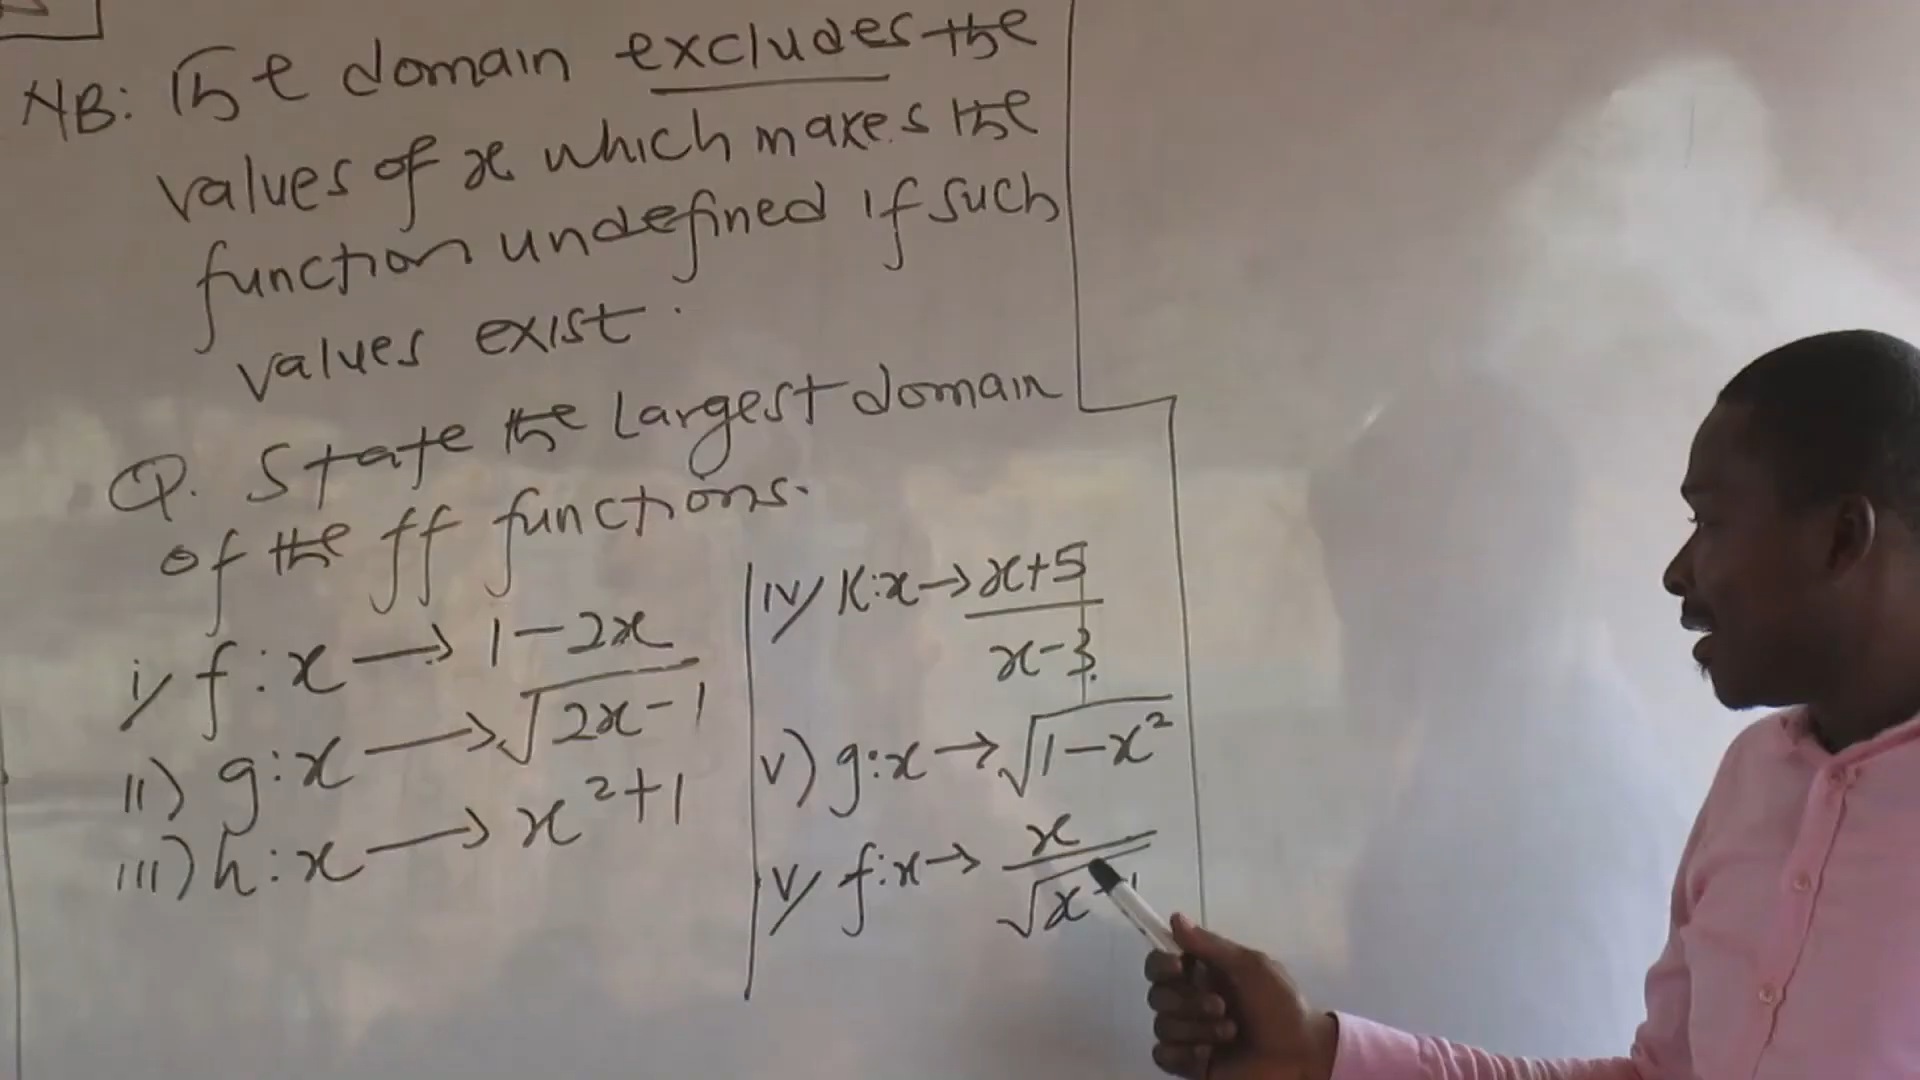 NB: The domain excludes the
values of x which makes the
function undefined if such
values exist.
Q. State the largest domain
of the ff functions.
i/ f : x → 1 - 2x
ii) g : x → √(2x - 1)
iii) h : x → x² + 1
iv/ K : x → (x + 5)/(x - 3)
v) g : x → √(1 - x²)
v/ f : x → x/√(x - 1)